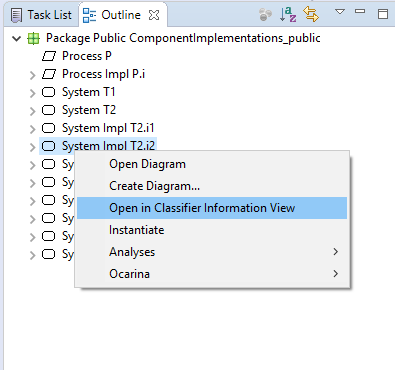 Task List Outline
Package Public ComponentImplementations_public
Process P
Process Impl P.i
System T1
System T2
System Impl T2.i1
System Impl T2.i2
Sy
Open Diagram
Sy
Create Diagram...
Sy
Open in Classifier Information View
Sy
Instantiate
Sy
Analyses
Sy
Ocarina